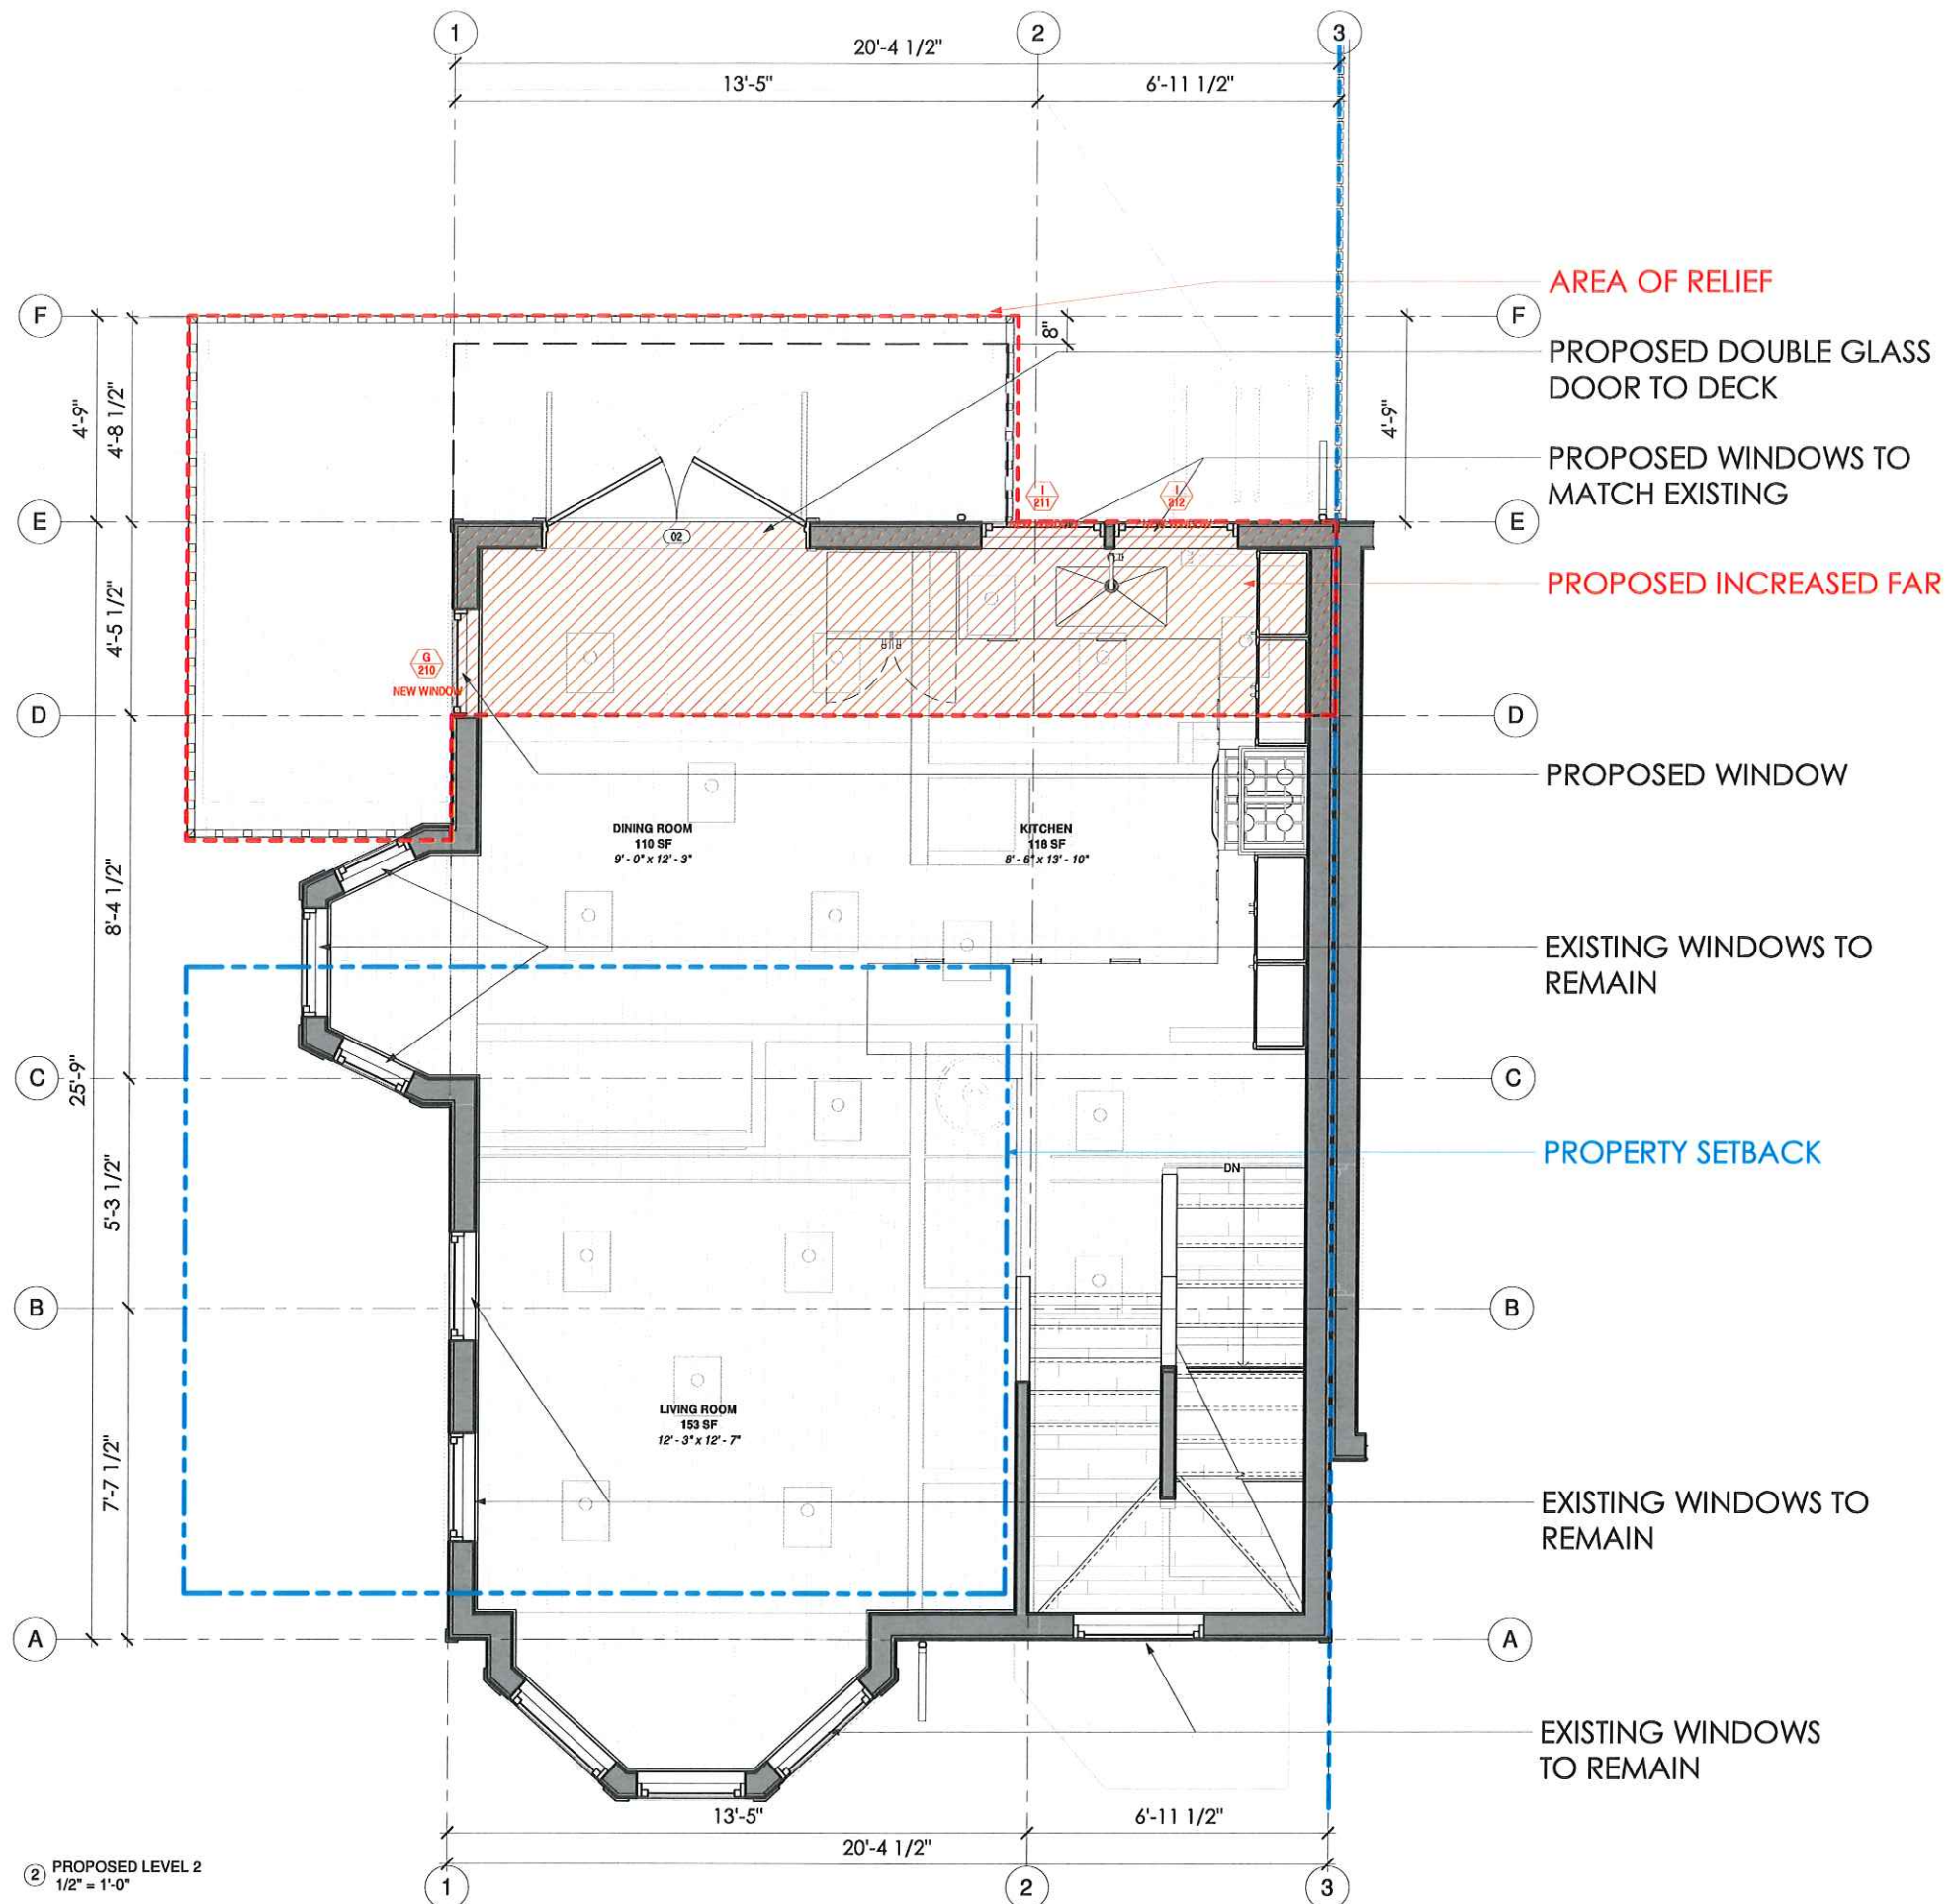 1
2
3
20'-4 1/2"
13'-5"
6'-11 1/2"
AREA OF RELIEF
F
F
8"
PROPOSED DOUBLE GLASS
DOOR TO DECK
4'-9"
4'-8 1/2"
4'-9"
PROPOSED WINDOWS TO
MATCH EXISTING
I
211
I
212
E
02
E
PROPOSED INCREASED FAR
4'-5 1/2"
G
210
NEW WINDOW
D
D
PROPOSED WINDOW
DINING ROOM
110 SF
9' - 0" x 12' - 3"
KITCHEN
118 SF
8' - 6" x 13' - 10"
8'-4 1/2"
EXISTING WINDOWS TO
REMAIN
C
25'-9"
C
PROPERTY SETBACK
DN
5'-3 1/2"
B
B
LIVING ROOM
153 SF
12' - 3" x 12' - 7"
7'-7 1/2"
EXISTING WINDOWS TO
REMAIN
A
A
EXISTING WINDOWS
TO REMAIN
13'-5"
6'-11 1/2"
20'-4 1/2"
2 PROPOSED LEVEL 2
1/2" = 1'-0"
1
2
3